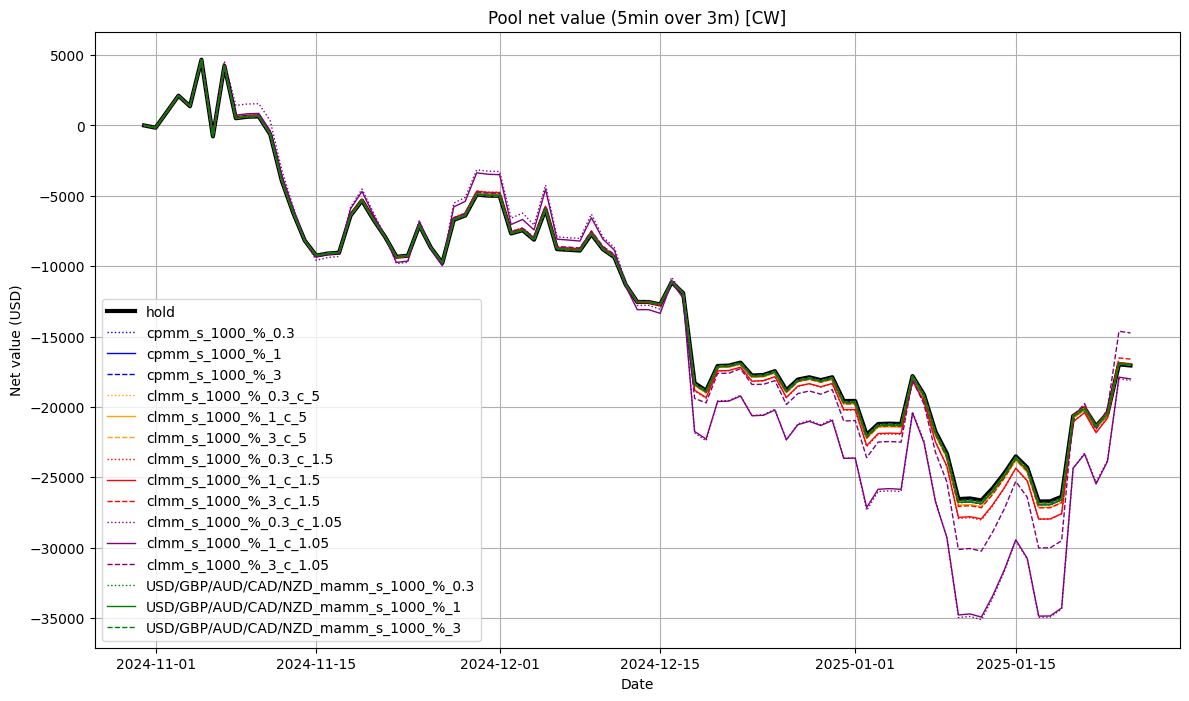 Pool net value (5min over 3m) [CW]
Net value (USD)
5000
0
−5000
−10000
−15000
−20000
−25000
−30000
−35000
hold
cpmm_s_1000_%_0.3
cpmm_s_1000_%_1
cpmm_s_1000_%_3
clmm_s_1000_%_0.3_c_5
clmm_s_1000_%_1_c_5
clmm_s_1000_%_3_c_5
clmm_s_1000_%_0.3_c_1.5
clmm_s_1000_%_1_c_1.5
clmm_s_1000_%_3_c_1.5
clmm_s_1000_%_0.3_c_1.05
clmm_s_1000_%_1_c_1.05
clmm_s_1000_%_3_c_1.05
USD/GBP/AUD/CAD/NZD_mamm_s_1000_%_0.3
USD/GBP/AUD/CAD/NZD_mamm_s_1000_%_1
USD/GBP/AUD/CAD/NZD_mamm_s_1000_%_3
2024-11-01 2024-11-15 2024-12-01 2024-12-15 2025-01-01 2025-01-15
Date